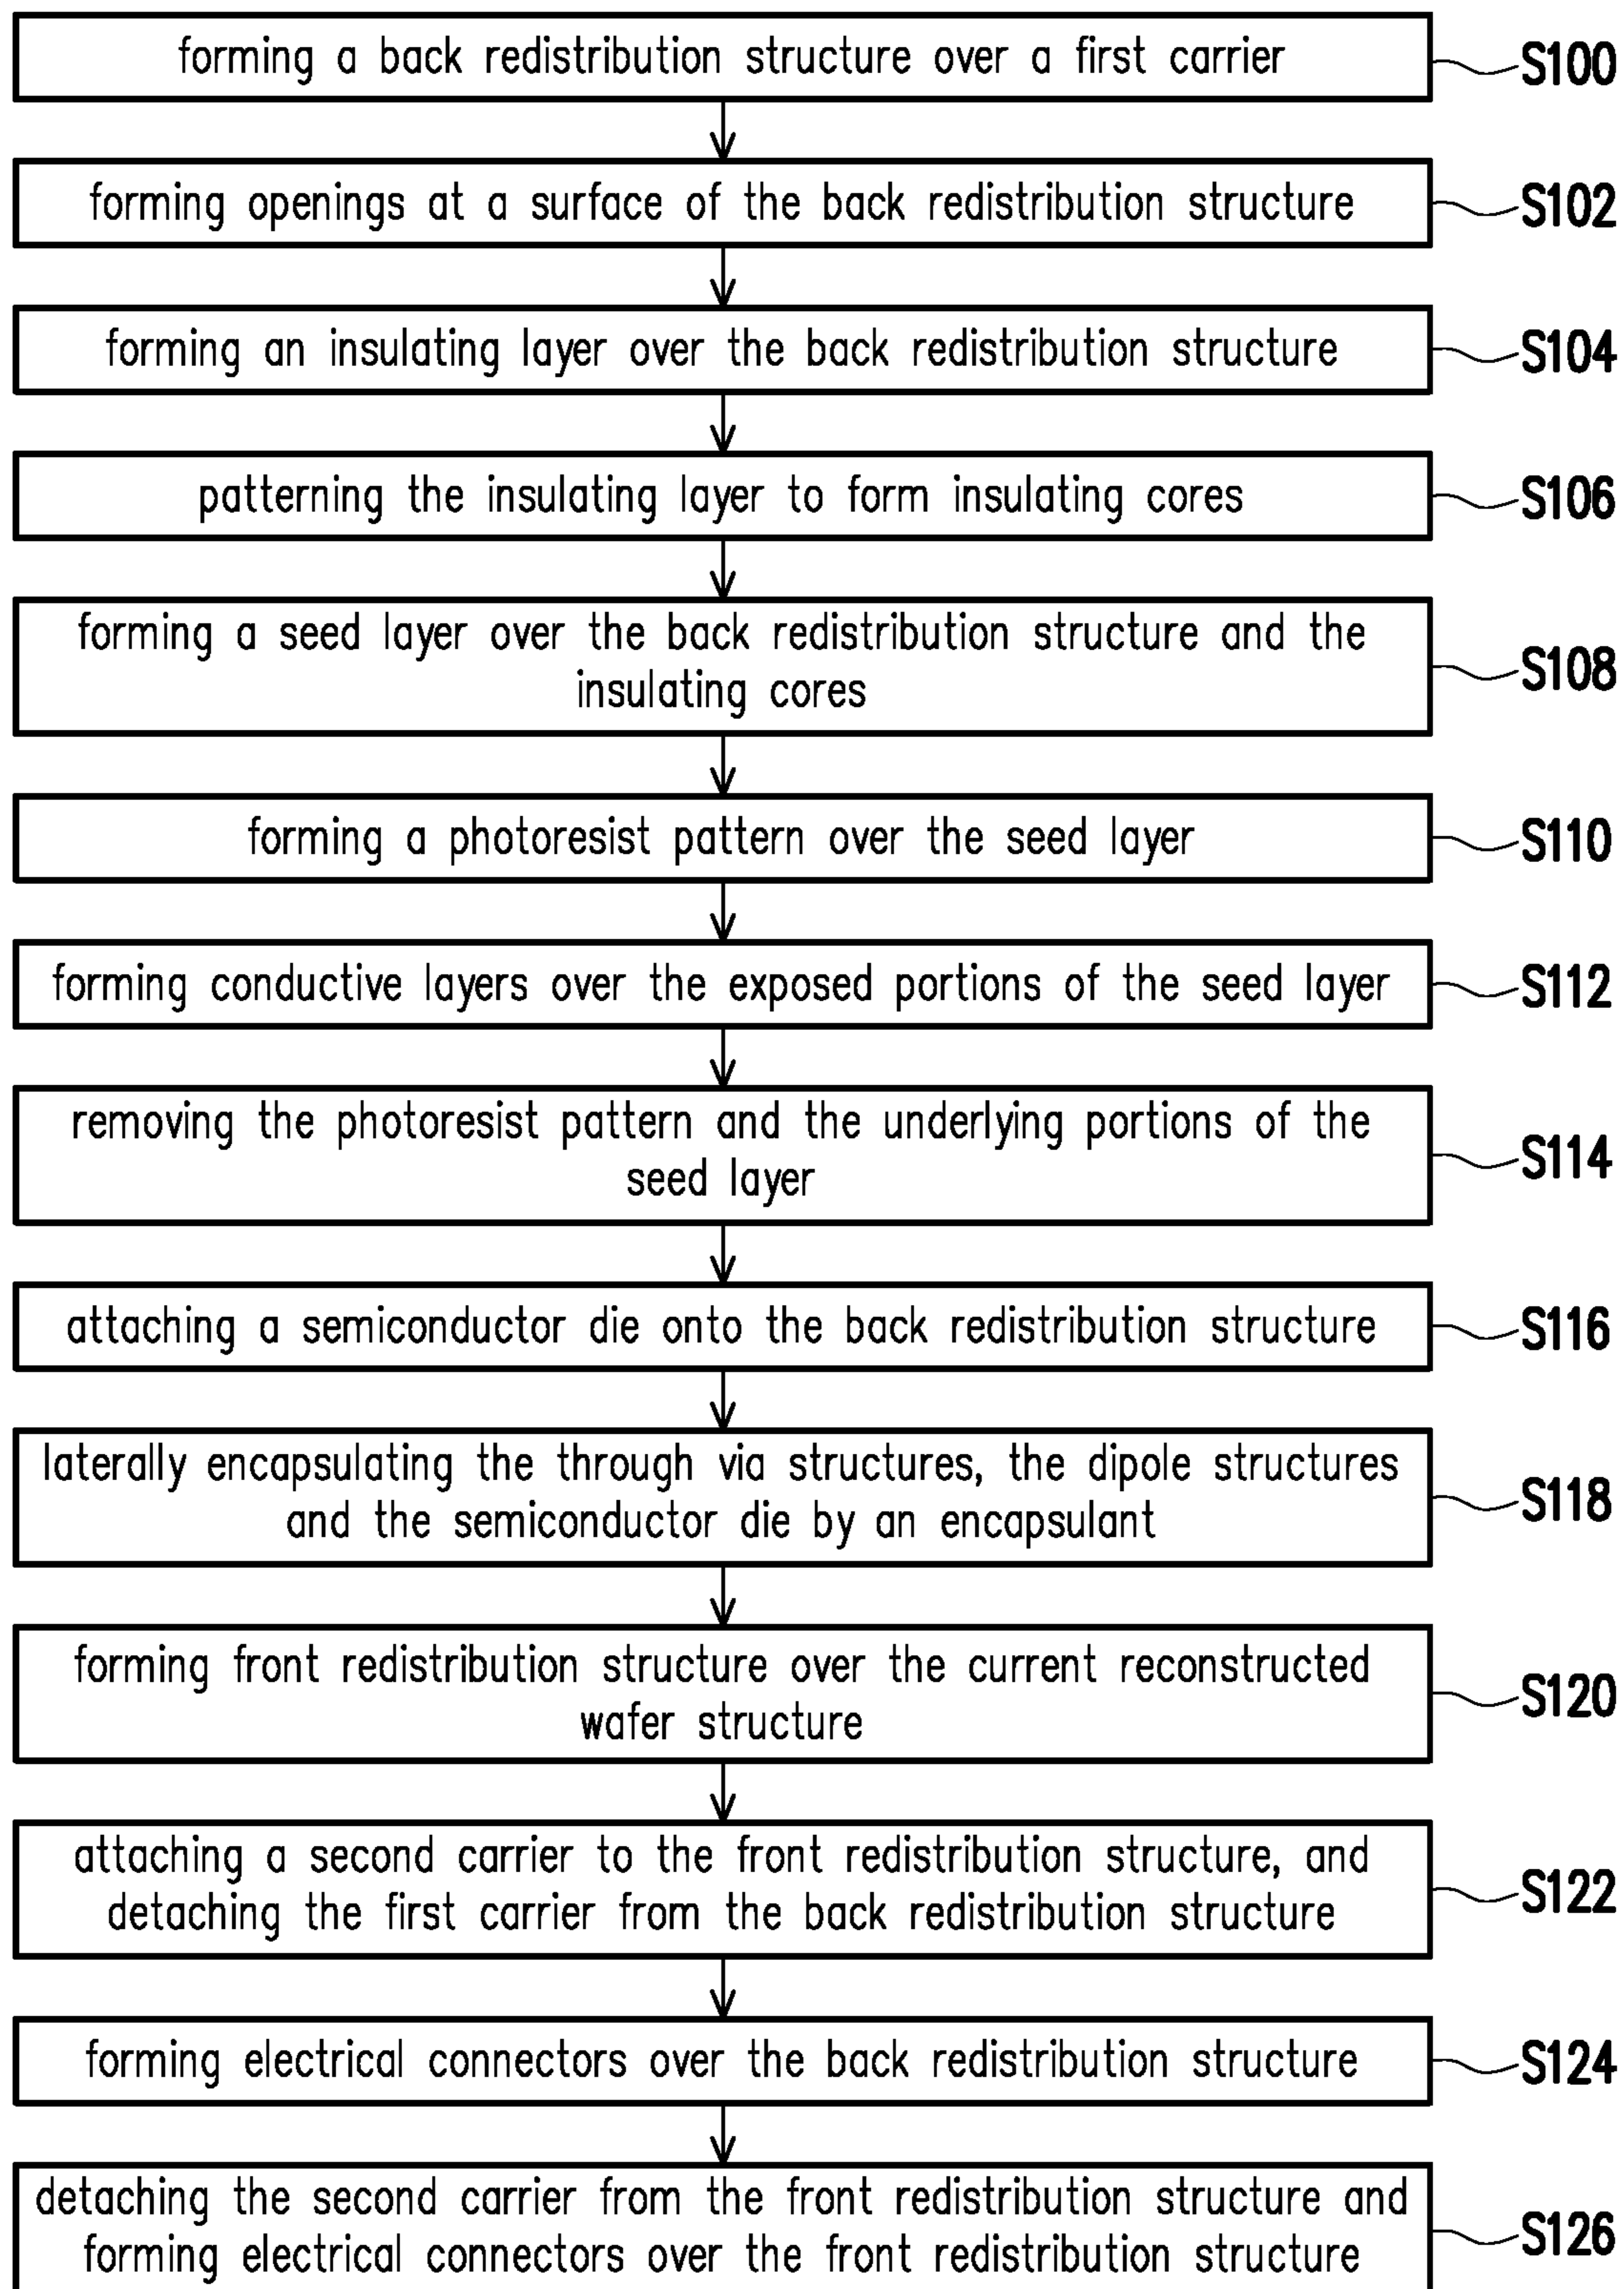 forming a back redistribution structure over a first carrier
S100
forming openings at a surface of the back redistribution structure
S102
forming an insulating layer over the back redistribution structure
S104
patterning the insulating layer to form insulating cores
S106
forming a seed layer over the back redistribution structure and the
insulating cores
S108
forming a photoresist pattern over the seed layer
S110
forming conductive layers over the exposed portions of the seed layer
S112
removing the photoresist pattern and the underlying portions of the
seed layer
S114
attaching a semiconductor die onto the back redistribution structure
S116
laterally encapsulating the through via structures, the dipole structures
and the semiconductor die by an encapsulant
S118
forming front redistribution structure over the current reconstructed
wafer structure
S120
attaching a second carrier to the front redistribution structure, and
detaching the first carrier from the back redistribution structure
S122
forming electrical connectors over the back redistribution structure
S124
detaching the second carrier from the front redistribution structure and
forming electrical connectors over the front redistribution structure
S126